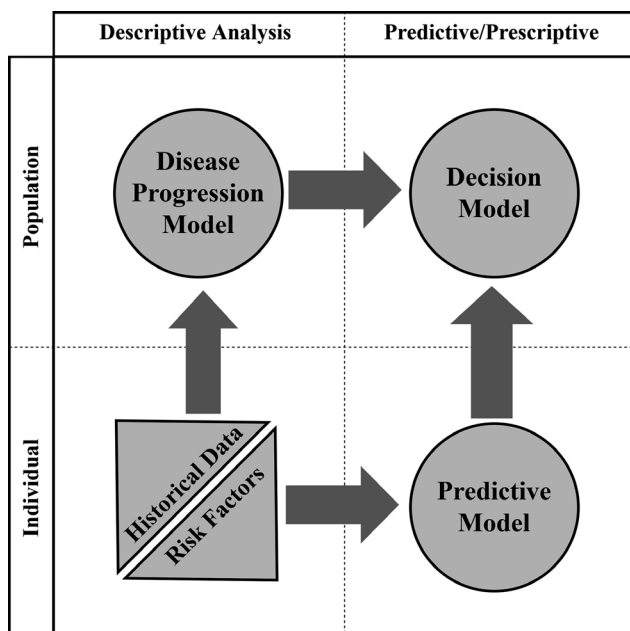 Descriptive Analysis
Predictive/Prescriptive
Population
Disease
Progression
Model
Decision
Model
Individual
Historical Data
Risk Factors
Predictive
Model